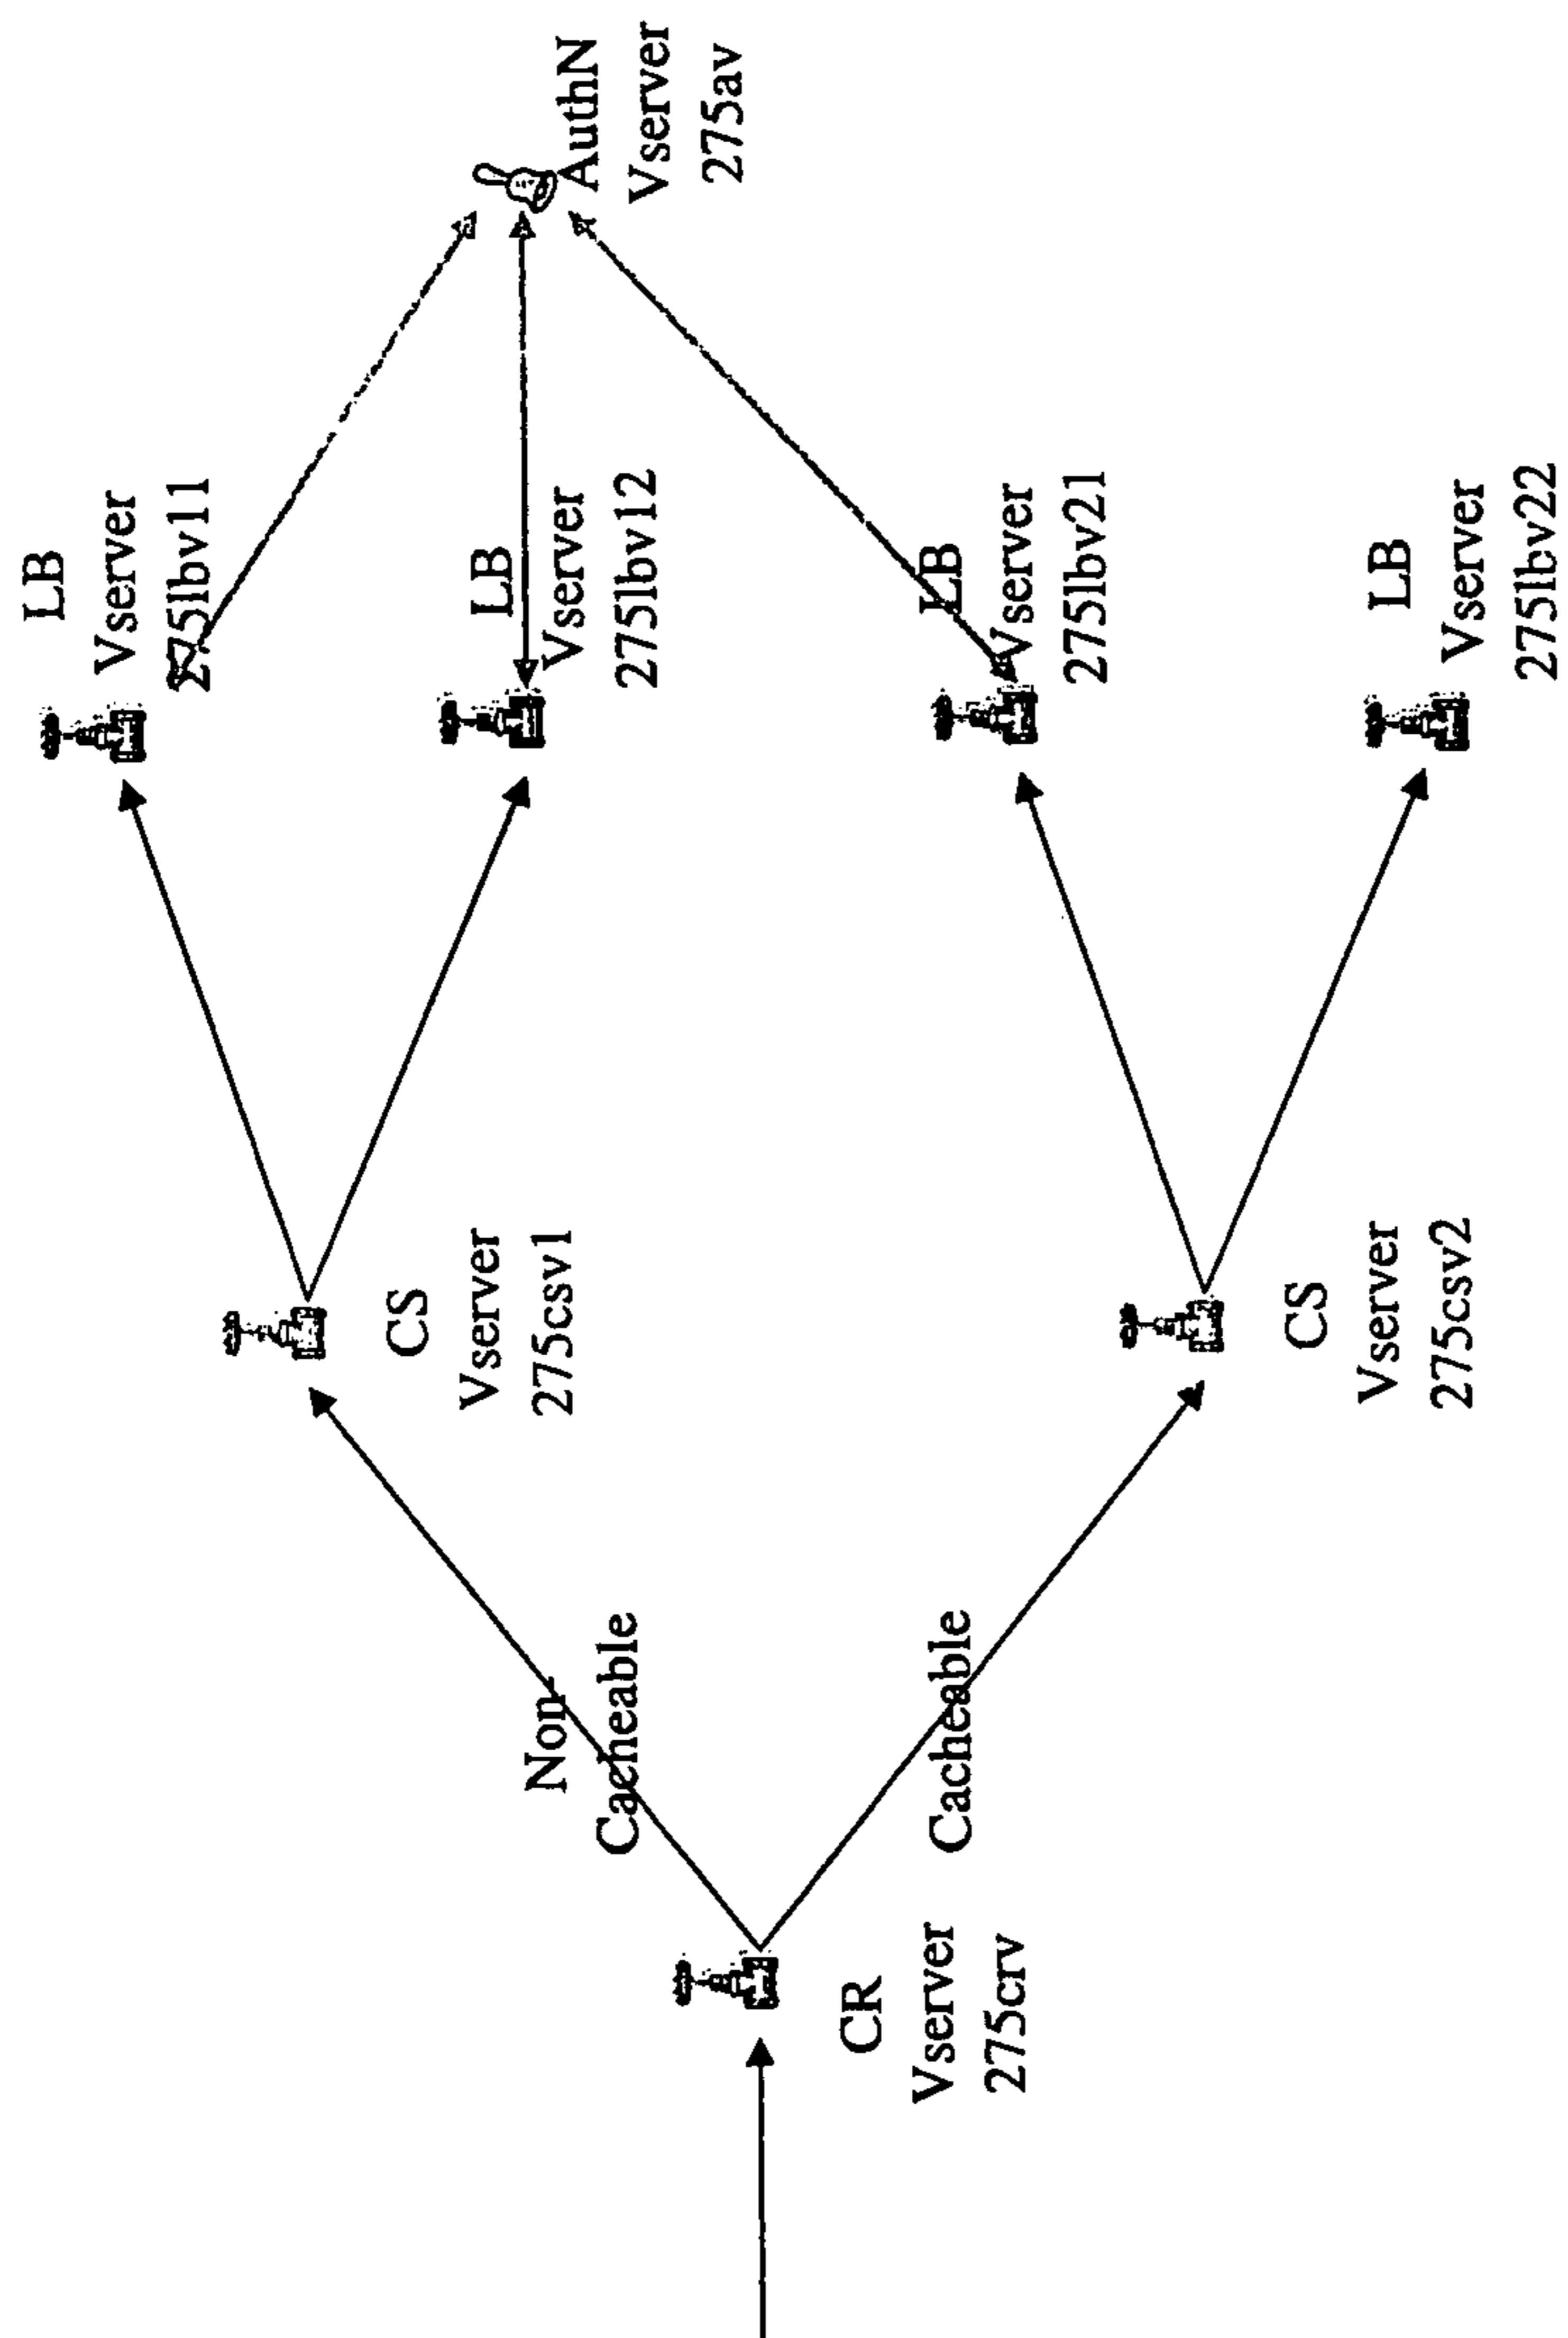 CR
Vserver
275crv
Non-
Cacheable
Cacheable
CS
Vserver
275csv1
CS
Vserver
275csv2
LB
Vserver
275lbv11
LB
Vserver
275lbv12
LB
Vserver
275lbv21
LB
Vserver
275lbv22
AuthN
Vserver
275av